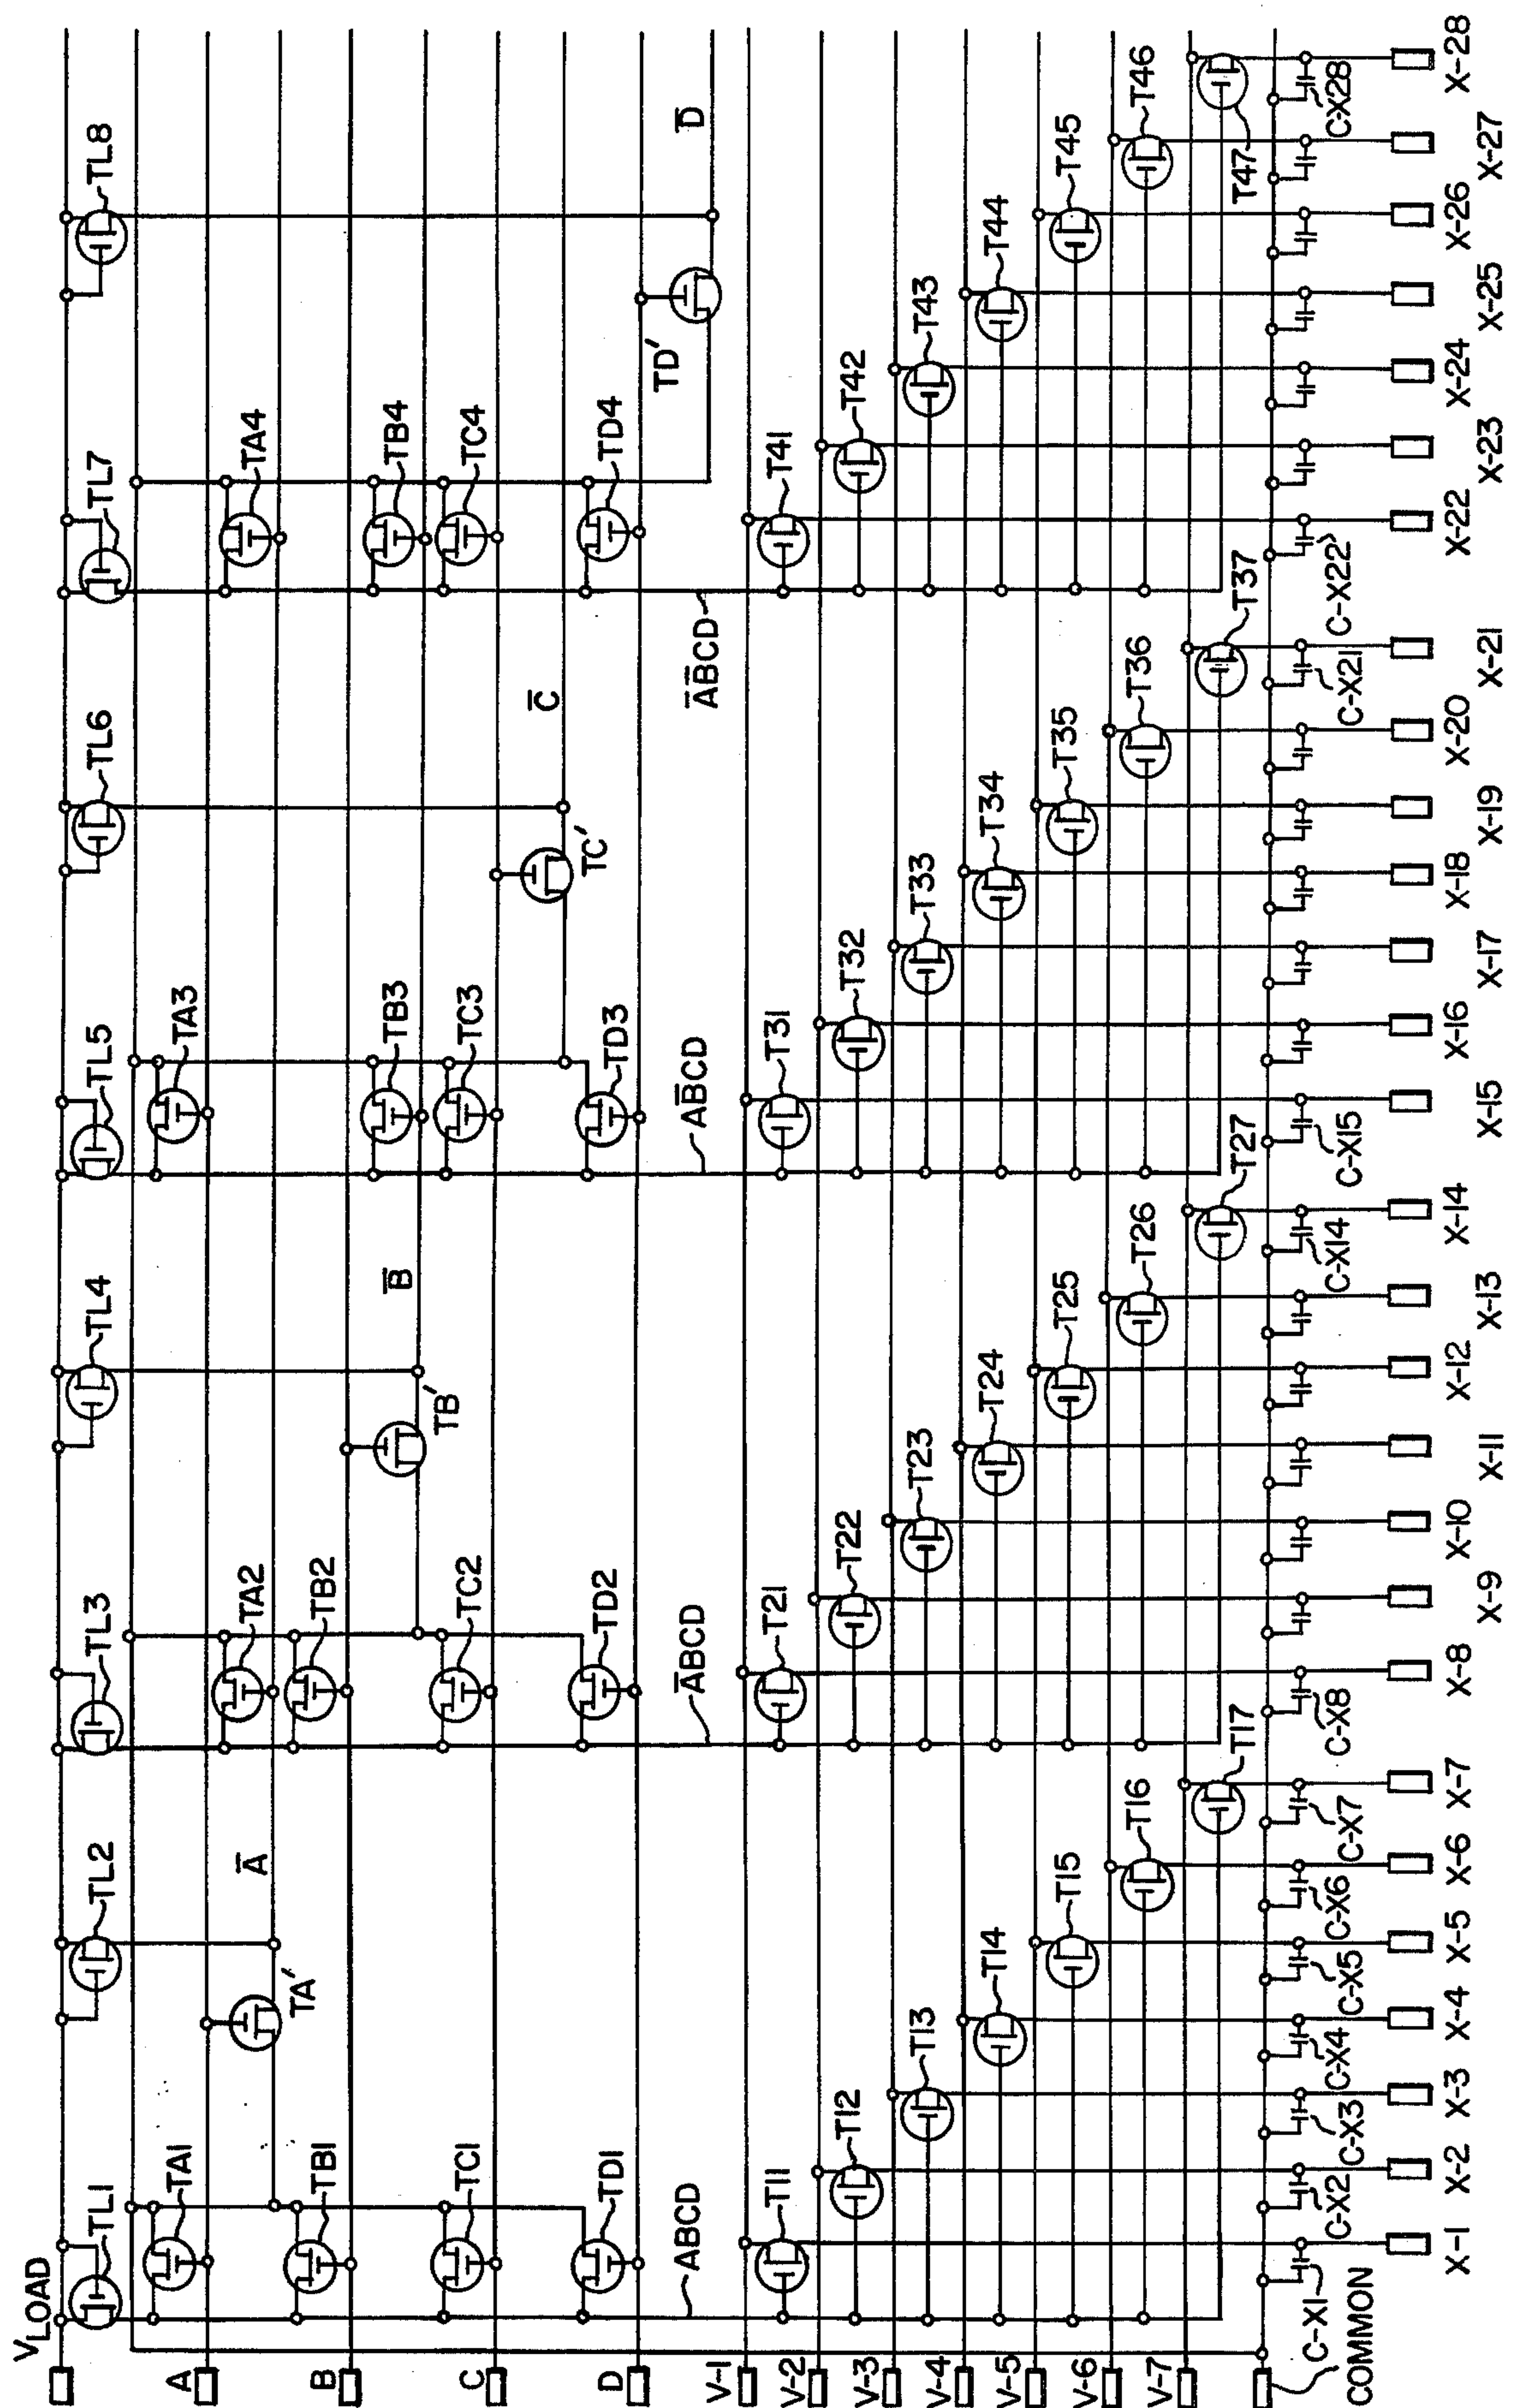 V LOAD
A
B
C
D
V-1
V-2
V-3
V-4
V-5
V-6
V-7
COMMON
TL1
TL2
TL3
TL4
TL5
TL6
TL7
TL8
TA1
TB1
TC1
TD1
TA'
A̅
TA2
TB2
TC2
TD2
TB'
B̅
TA3
TB3
TC3
TD3
TC'
C̅
TA4
TB4
TC4
TD4
TD'
D̅
ABCD
A̅BCD
AB̅CD
A̅B̅CD
T11
T12
T13
T14
T15
T16
T17
T21
T22
T23
T24
T25
T26
T27
T31
T32
T33
T34
T35
T36
T37
T41
T42
T43
T44
T45
T46
T47
C-X1
C-X2
C-X3
C-X4
C-X5
C-X6
C-X7
C-X8
C-X14
C-X15
C-X21
C-X22
C-X28
X-1
X-2
X-3
X-4
X-5
X-6
X-7
X-8
X-9
X-10
X-11
X-12
X-13
X-14
X-15
X-16
X-17
X-18
X-19
X-20
X-21
X-22
X-23
X-24
X-25
X-26
X-27
X-28